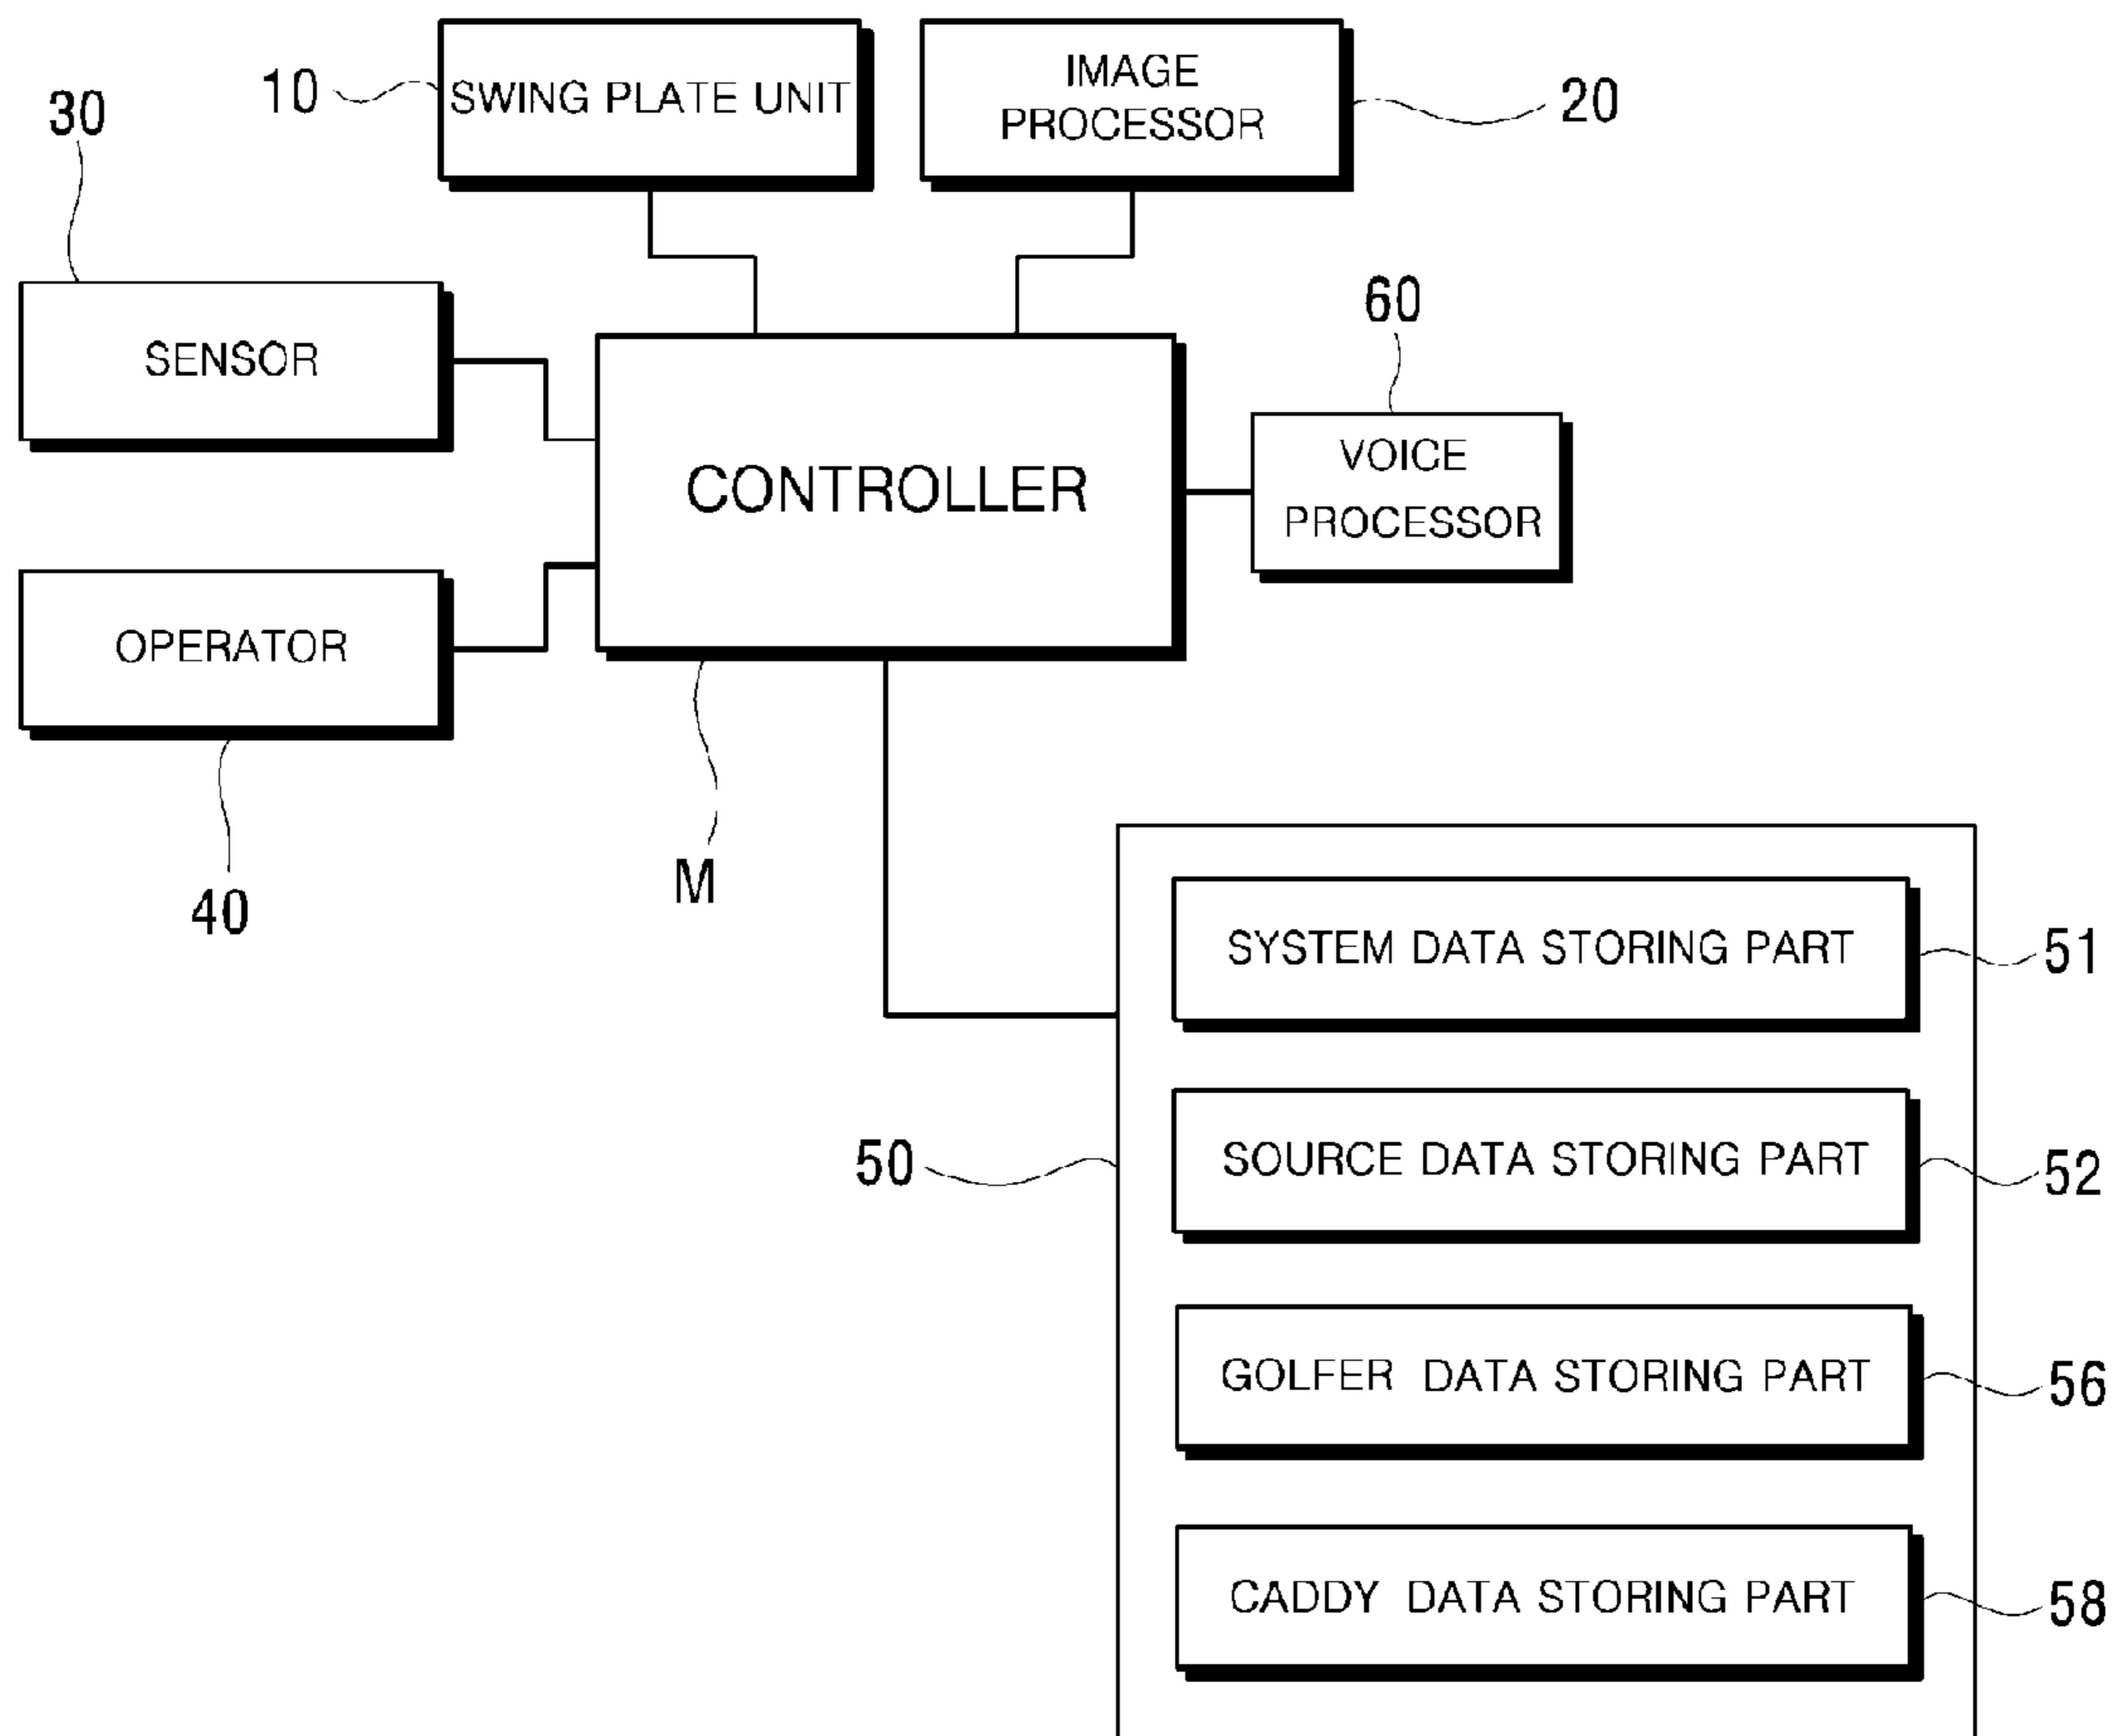 10
SWING PLATE UNIT
IMAGE
PROCESSOR
20
30
SENSOR
60
CONTROLLER
VOICE
PROCESSOR
OPERATOR
40
M
50
SYSTEM DATA STORING PART
51
SOURCE DATA STORING PART
52
GOLFER DATA STORING PART
56
CADDY DATA STORING PART
58